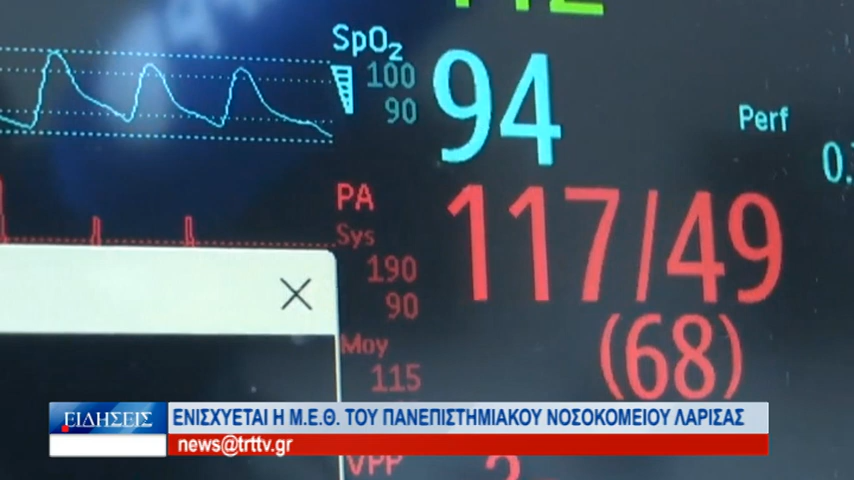 SpO2
100
90
94
Perf
PA
Sys
190
90
117/49
(68)
Moy
115
VPP
ΕΙΔΗΣΕΙΣ
ΕΝΙΣΧΥΕΤΑΙ Η Μ.Ε.Θ. ΤΟΥ ΠΑΝΕΠΙΣΤΗΜΙΑΚΟΥ ΝΟΣΟΚΟΜΕΙΟΥ ΛΑΡΙΣΑΣ
news@trttv.gr